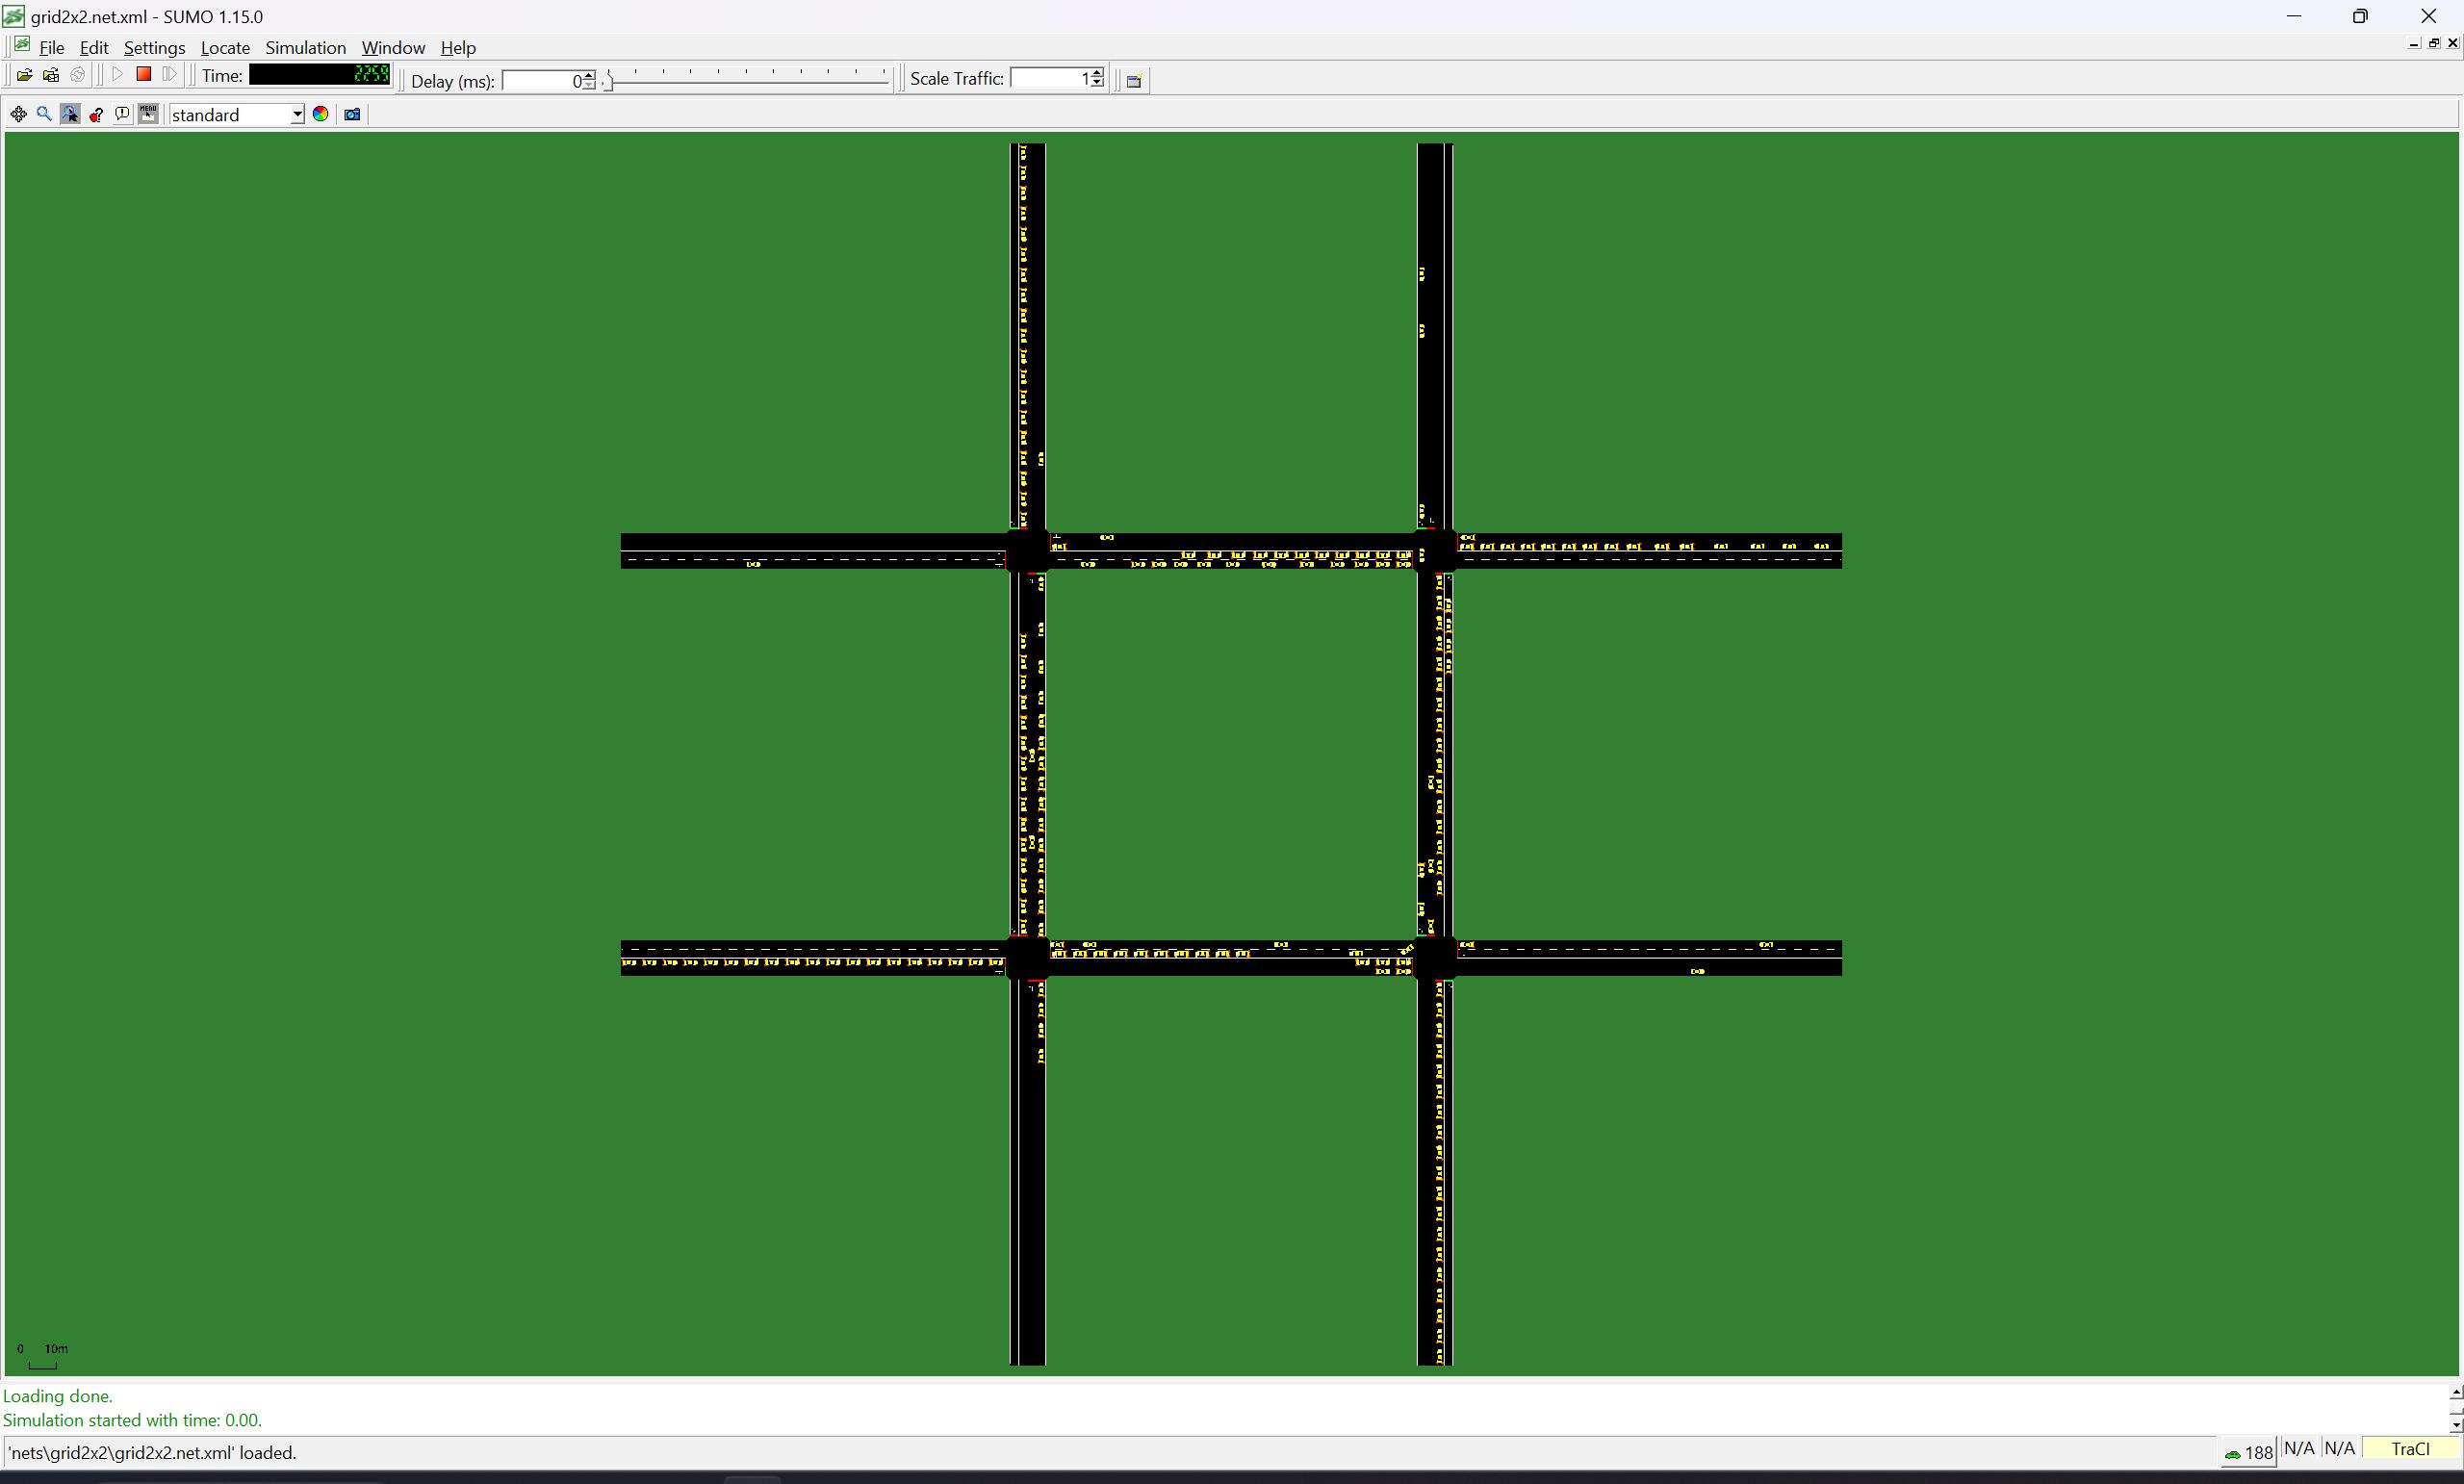 grid2x2.net.xml - SUMO 1.15.0
File Edit Settings Locate Simulation Window Help
Time: 2259 Delay (ms): 0 Scale Traffic: 1
MENU standard
0 10m
Loading done.
Simulation started with time: 0.00.
'nets\grid2x2\grid2x2.net.xml' loaded. 188 N/A N/A TraCI